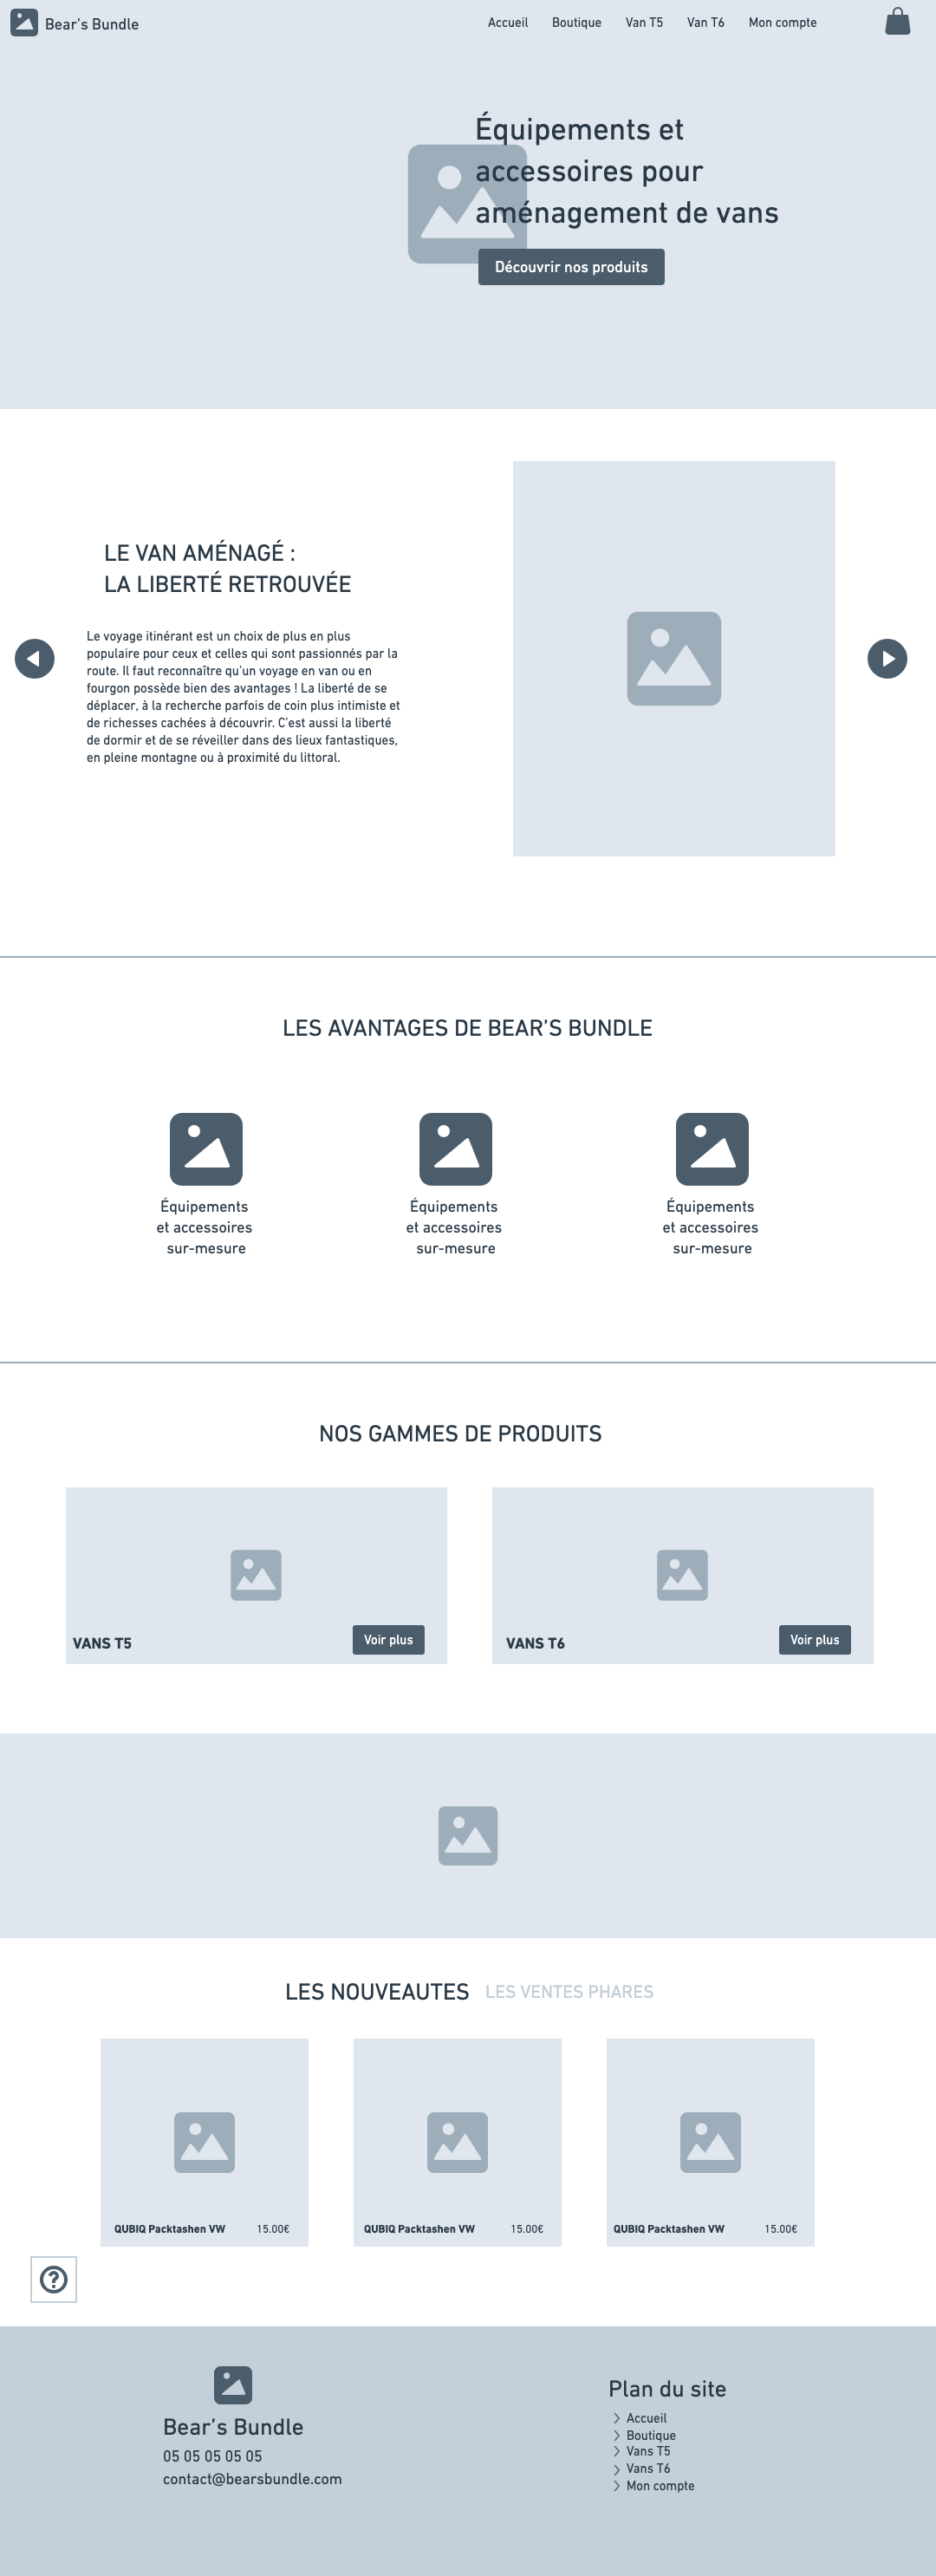 Bear’s Bundle
Accueil Boutique Van T5 Van T6 Mon compte
Équipements et
accessoires pour
aménagement de vans
Découvrir nos produits
LE VAN AMÉNAGÉ :
LA LIBERTÉ RETROUVÉE
Le voyage itinérant est un choix de plus en plus
populaire pour ceux et celles qui sont passionnés par la
route. Il faut reconnaître qu’un voyage en van ou en
fourgon possède bien des avantages ! La liberté de se
déplacer, à la recherche parfois de coin plus intimiste et
de richesses cachées à découvrir. C’est aussi la liberté
de dormir et de se réveiller dans des lieux fantastiques,
en pleine montagne ou à proximité du littoral.
LES AVANTAGES DE BEAR’S BUNDLE
Équipements
et accessoires
sur-mesure
Équipements
et accessoires
sur-mesure
Équipements
et accessoires
sur-mesure
NOS GAMMES DE PRODUITS
VANS T5
Voir plus
VANS T6
Voir plus
LES NOUVEAUTES LES VENTES PHARES
QUBIQ Packtashen VW 15.00€
QUBIQ Packtashen VW 15.00€
QUBIQ Packtashen VW 15.00€
?
Bear’s Bundle
05 05 05 05 05
contact@bearsbundle.com
Plan du site
Accueil
Boutique
Vans T5
Vans T6
Mon compte